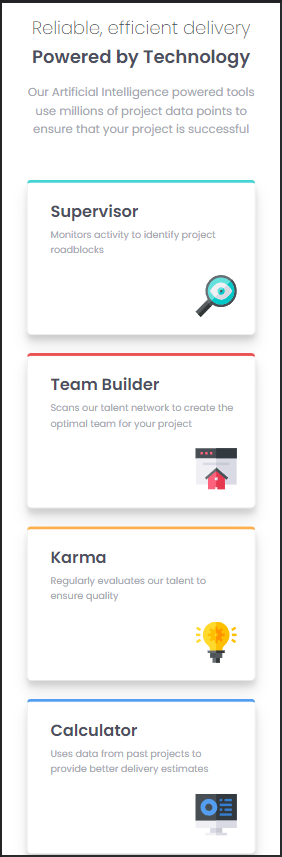 Reliable, efficient delivery
Powered by Technology
Our Artificial Intelligence powered tools
use millions of project data points to
ensure that your project is successful
Supervisor
Monitors activity to identify project
roadblocks
Team Builder
Scans our talent network to create the
optimal team for your project
Karma
Regularly evaluates our talent to
ensure quality
Calculator
Uses data from past projects to
provide better delivery estimates